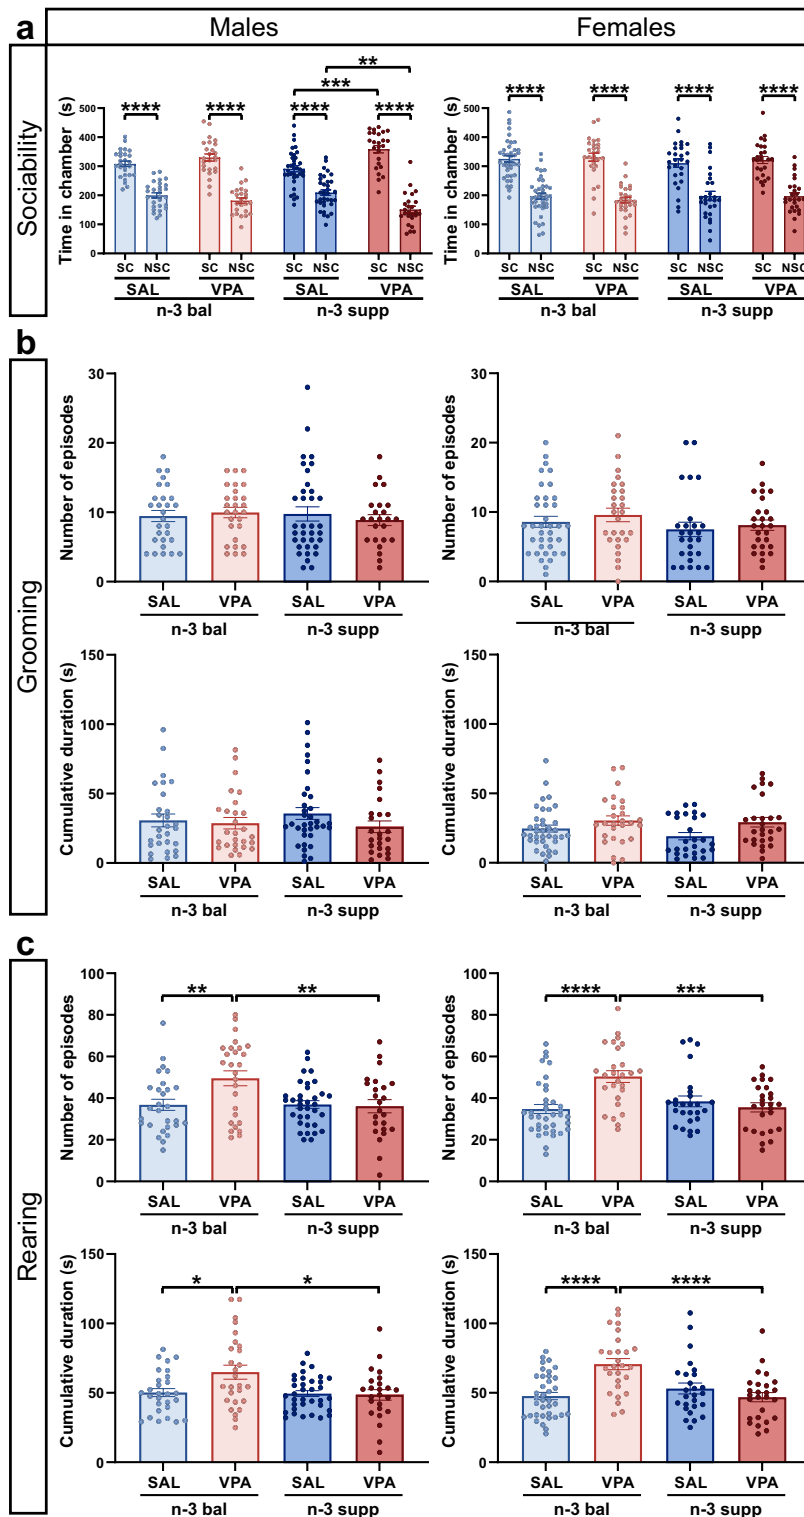 a
Males
Females
Sociability
Time in chamber (s)
500
400
300
200
100
0
****
****
***
****
**
****
SC NSC SC NSC SC NSC SC NSC
SAL VPA SAL VPA
n-3 bal n-3 supp
Time in chamber (s)
500
400
300
200
100
0
****
****
****
****
SC NSC SC NSC SC NSC SC NSC
SAL VPA SAL VPA
n-3 bal n-3 supp
b
Grooming
Number of episodes
30
20
10
0
SAL VPA SAL VPA
n-3 bal n-3 supp
Number of episodes
30
20
10
0
SAL VPA SAL VPA
n-3 bal n-3 supp
Cumulative duration (s)
150
100
50
0
SAL VPA SAL VPA
n-3 bal n-3 supp
Cumulative duration (s)
150
100
50
0
SAL VPA SAL VPA
n-3 bal n-3 supp
c
Rearing
Number of episodes
100
80
60
40
20
0
** **
SAL VPA SAL VPA
n-3 bal n-3 supp
Number of episodes
100
80
60
40
20
0
**** ***
SAL VPA SAL VPA
n-3 bal n-3 supp
Cumulative duration (s)
150
100
50
0
* *
SAL VPA SAL VPA
n-3 bal n-3 supp
Cumulative duration (s)
150
100
50
0
**** ****
SAL VPA SAL VPA
n-3 bal n-3 supp